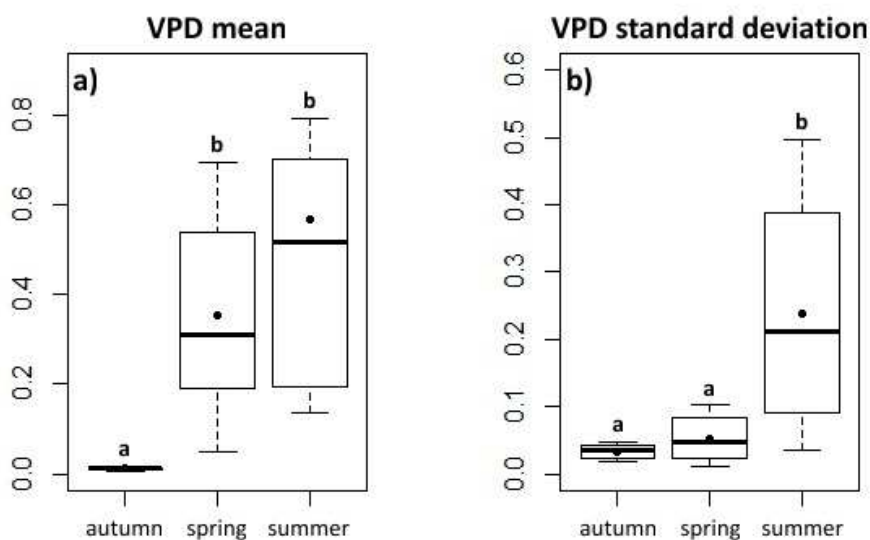 VPD mean
a)
0.8
0.6
0.4
0.2
0.0
a
b
b
autumn spring summer
VPD standard deviation
b)
0.6
0.5
0.4
0.3
0.2
0.1
0.0
a
a
b
autumn spring summer